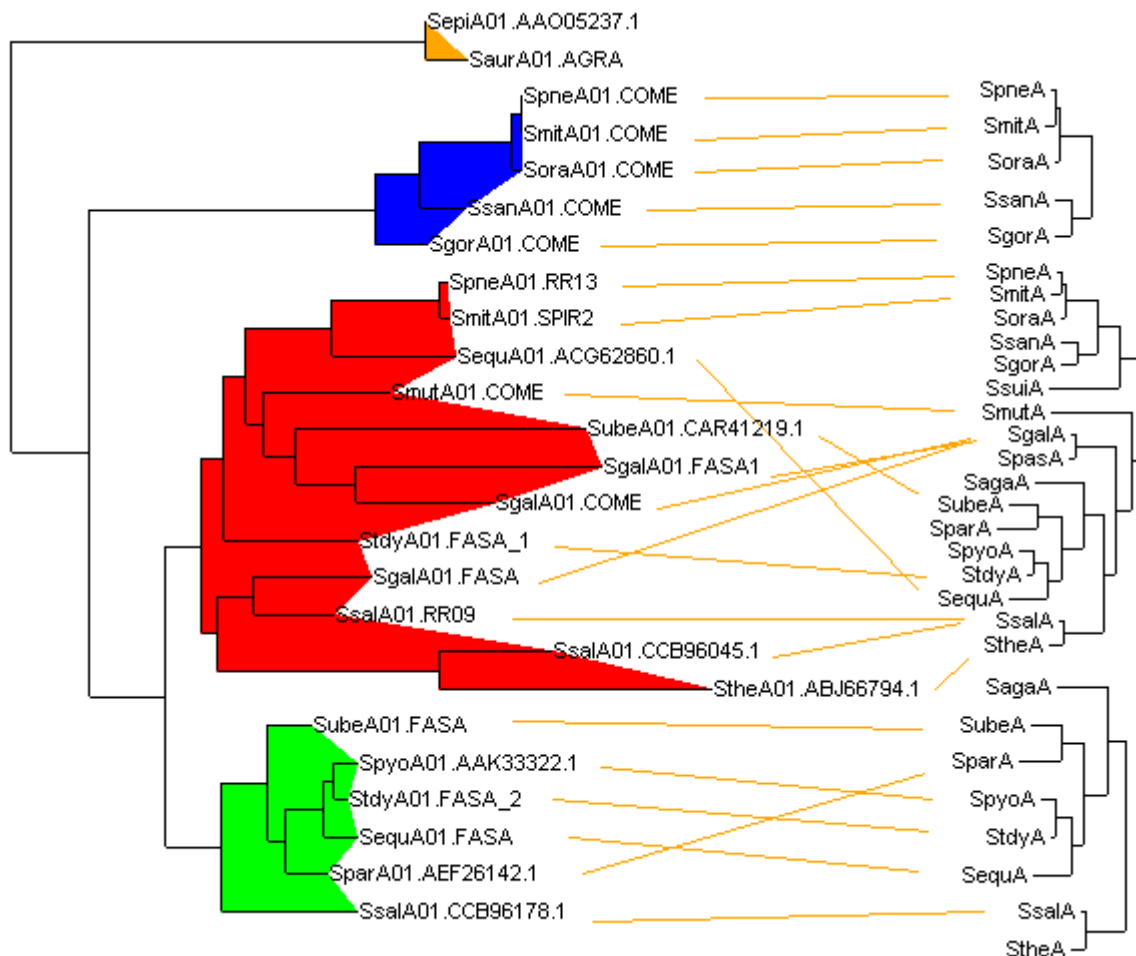 SepiA01.AAO05237.1
SaurA01.AGRA
SpneA01.COME
SmitA01.COME
SoraA01.COME
SsanA01.COME
SgorA01.COME
SpneA01.RR13
SmitA01.SPIR2
SequA01.ACG62860.1
SmutA01.COME
SubeA01.CAR41219.1
SgalA01.FASA1
SgalA01.COME
StdyA01.FASA_1
SgalA01.FASA
SsalA01.RR09
SsalA01.CCB96045.1
StheA01.ABJ66794.1
SubeA01.FASA
SpyoA01.AAK33322.1
StdyA01.FASA_2
SequA01.FASA
SparA01.AEF26142.1
SsalA01.CCB96178.1
SpneA
SmitA
SoraA
SsanA
SgorA
SpneA
SmitA
SoraA
SsanA
SgorA
SsuiA
SmutA
SgalA
SpasA
SagaA
SubeA
SparA
SpyoA
StdyA
SequA
SsalA
StheA
SagaA
SubeA
SparA
SpyoA
StdyA
SequA
SsalA
StheA